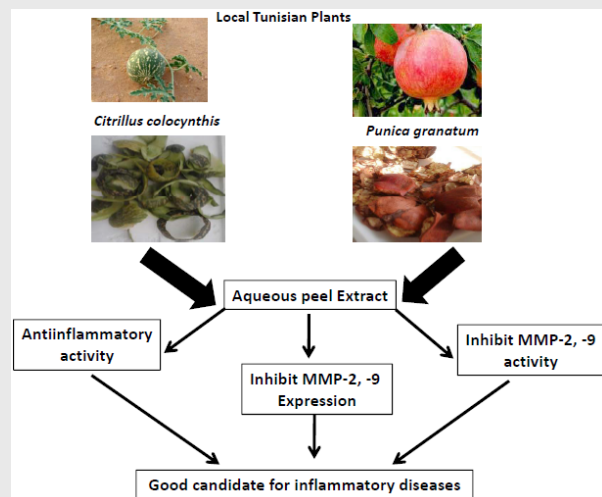 Local Tunisian Plants
Citrillus colocynthis
Punica granatum
Aqueous peel Extract
Antiinflammatory
activity
Inhibit MMP-2, -9
Expression
Inhibit MMP-2, -9
activity
Good candidate for inflammatory diseases